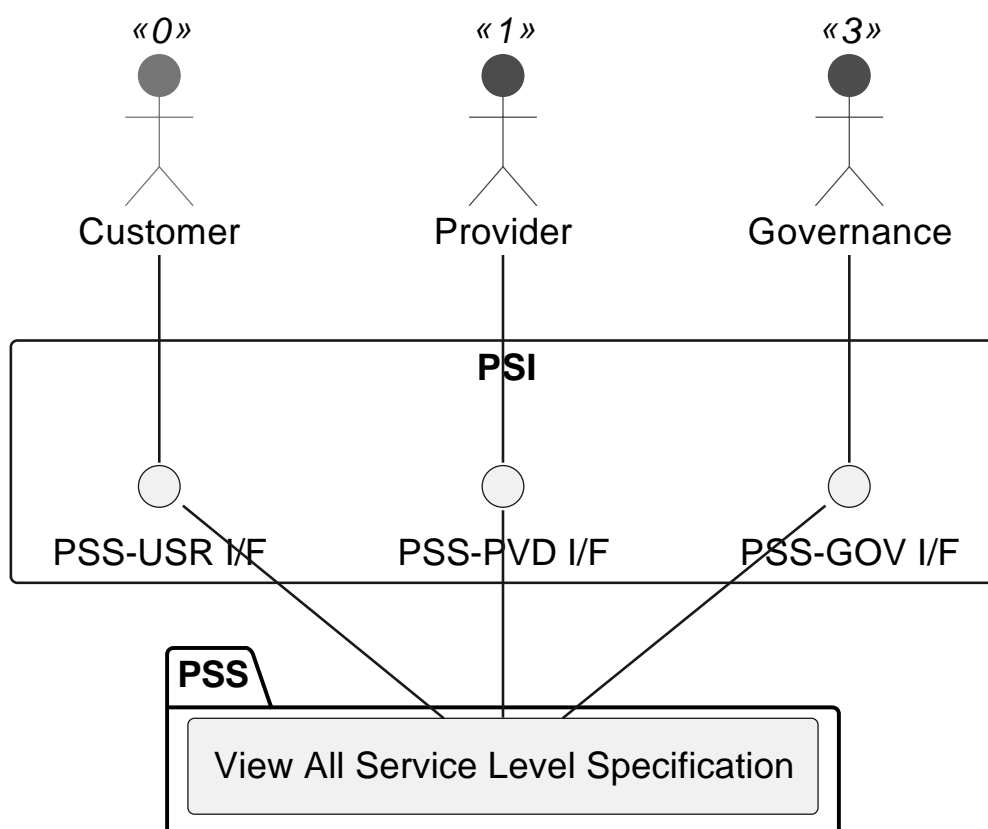 «0» «1» «3»
Customer Provider Governance
PSI
PSS-USR I/F PSS-PVD I/F PSS-GOV I/F
PSS
View All Service Level Specification